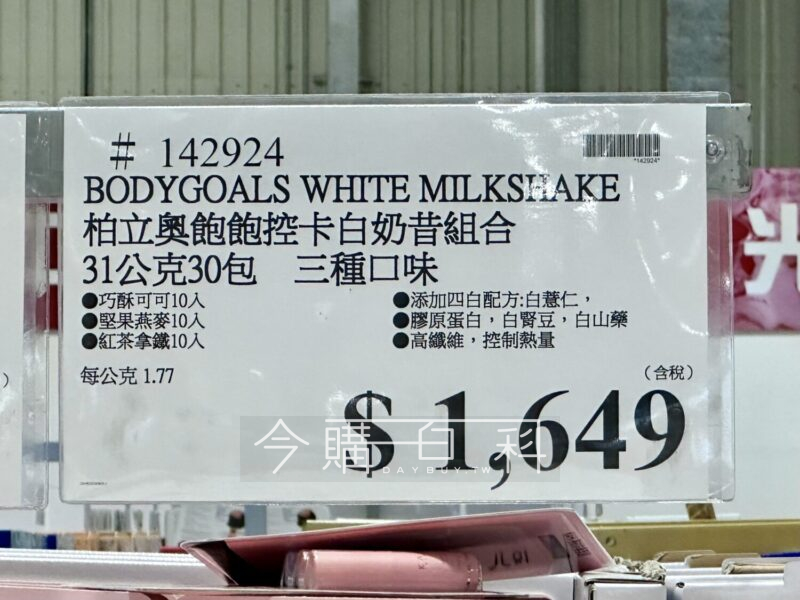 # 142924
*142924*
BODYGOALS WHITE MILKSHAKE
柏立奧飽飽控卡白奶昔組合
31公克30包 三種口味
●巧酥可可10入
●堅果燕麥10入
●紅茶拿鐵10入
●添加四白配方:白薏仁，
●膠原蛋白，白腎豆，白山藥
●高纖維，控制熱量
每公克 1.77
（含稅）
$ 1,649
今購百科
DAYBUY.TW
光